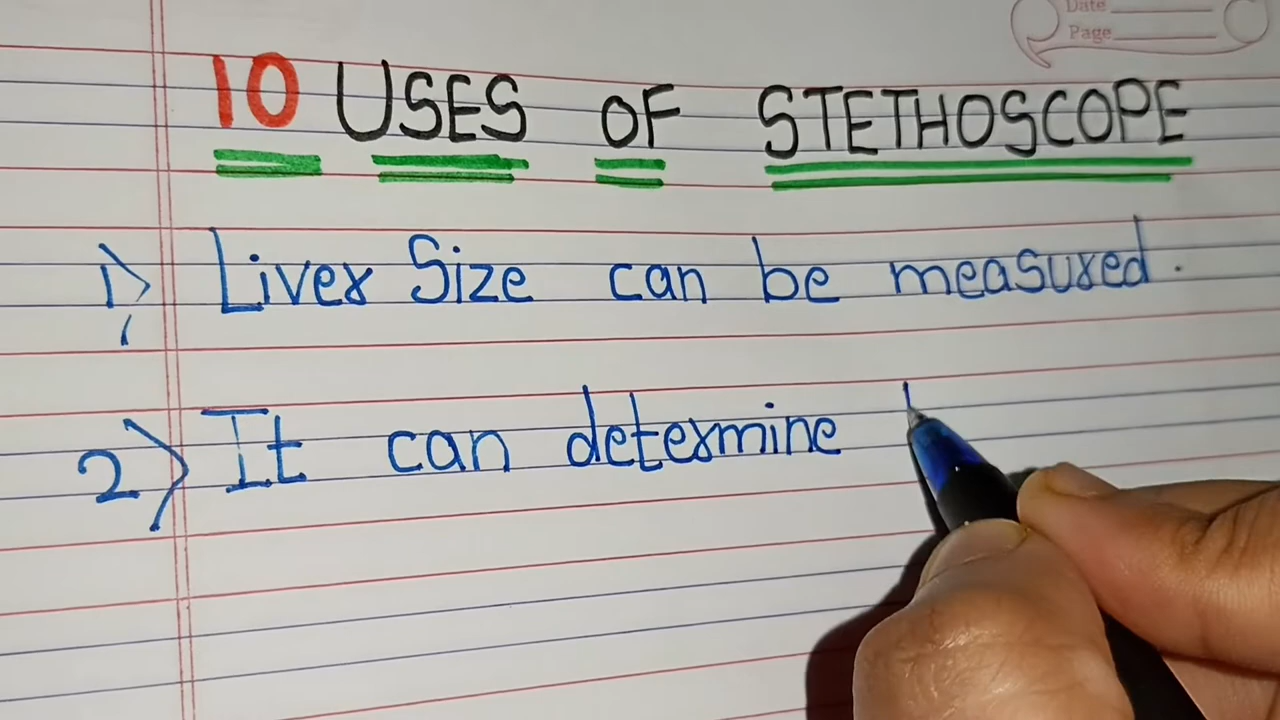 Date
Page
10 USES OF STETHOSCOPE
1) Liver Size can be measured.
2) It can determine